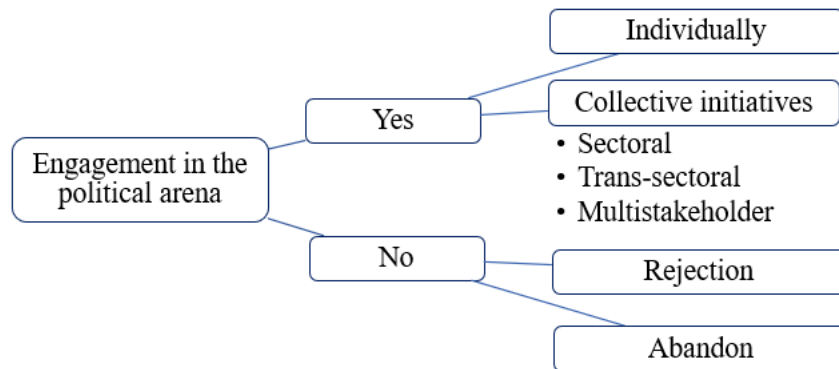 Individually
Yes
Collective initiatives
• Sectoral
• Trans-sectoral
• Multistakeholder
Engagement in the
political arena
No
Rejection
Abandon